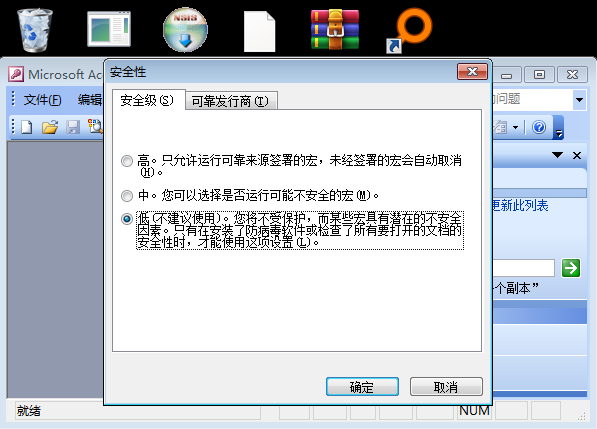 NSIS
Microsoft Ac
安全性
文件(F)
编辑
的问题
安全级(S)
可靠发行商(T)
高。只允许运行可靠来源签署的宏，未经签署的宏会自动取消
(H)。
中。您可以选择是否运行可能不安全的宏(M)。
更新此列表
低(不建议使用)。您将不受保护，而某些宏具有潜在的不安全
因素。只有在安装了防病毒软件或检查了所有要打开的文档的
安全性时，才能使用这项设置(L)。
个副本”
确定
取消
就绪
NUM